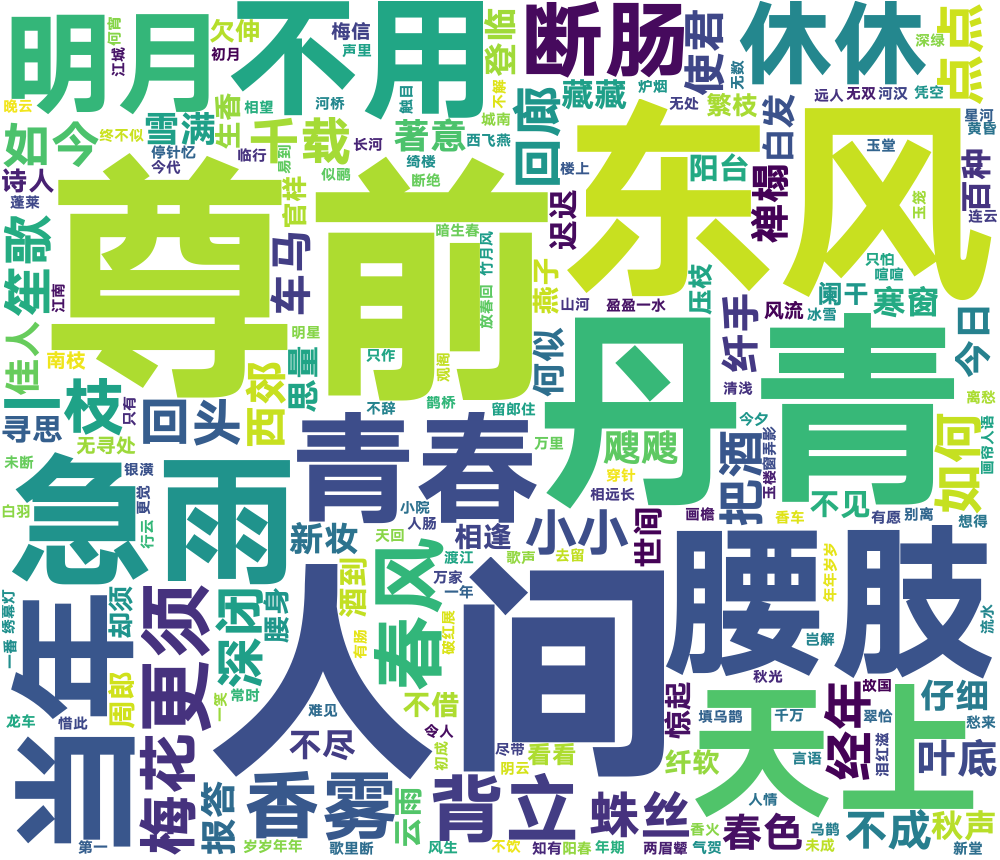 明月
不用
断肠
休休
点点
使君
登临
欠伸
梅信
声里
何宵
江城
初月
晚云
深绿
无数
如今
终不似
雪满
生香
相望
河桥
触目
不解
回廊
藏藏
炉烟
无处
繁枝
白发
远人
无双
河汉
凭空
星河
黄昏
停针忆
今代
临行
千载
易到
似鹂
长河
著意
绮楼
断绝
城南
西飞燕
楼上
阳台
禅榻
玉堂
百种
连云
玉笼
诗人
蓬莱
尊前
东风
官样
迟迟
笙歌
江南
车马
暗生春
竹月风
放春回
燕子
山河
盈盈一水
压枝
纤手
风流
冰雪
阑干
只怕
喧喧
寒窗
今日
佳人
南枝
明星
西郊
思量
只作
观阁
鹊桥
不辞
留郎住
何似
丹青
清浅
离愁
一枝
只有
寻思
无寻处
回头
青春
万里
飕飕
穿针
相远长
把酒
今夕
玉楼窗弄影
不见
如何
画帘人语
未断
白羽
银潢
更觉
行云
急雨
新妆
小院
人肠
天回
相逢
小小
世间
画檐
香车
有愿
别离
想得
渡江
歌声
去留
一番
绣幕灯
当年
却须
更须
深闭
腰身
酒到
有肠
春风
万家
一年
破红展
人间
腰肢
年年岁岁
岂解
流水
龙车
惜此
周郎
一笑
常时
难见
不尽
不借
令人
初成
尽带
阴云
看看
惊起
秋光
天上
填乌鹊
千万
言语
故国
经年
翠恰
泪红滋
仔细
愁来
叶底
梅花
报答
香雾
云雨
背立
蛛丝
纤软
人情
香火
春色
乌鹊
不成
秋声
第一
岁岁年年
歌里断
风生
不饮
知有
阳春
年期
两眉颦
气贺
未成
新堂